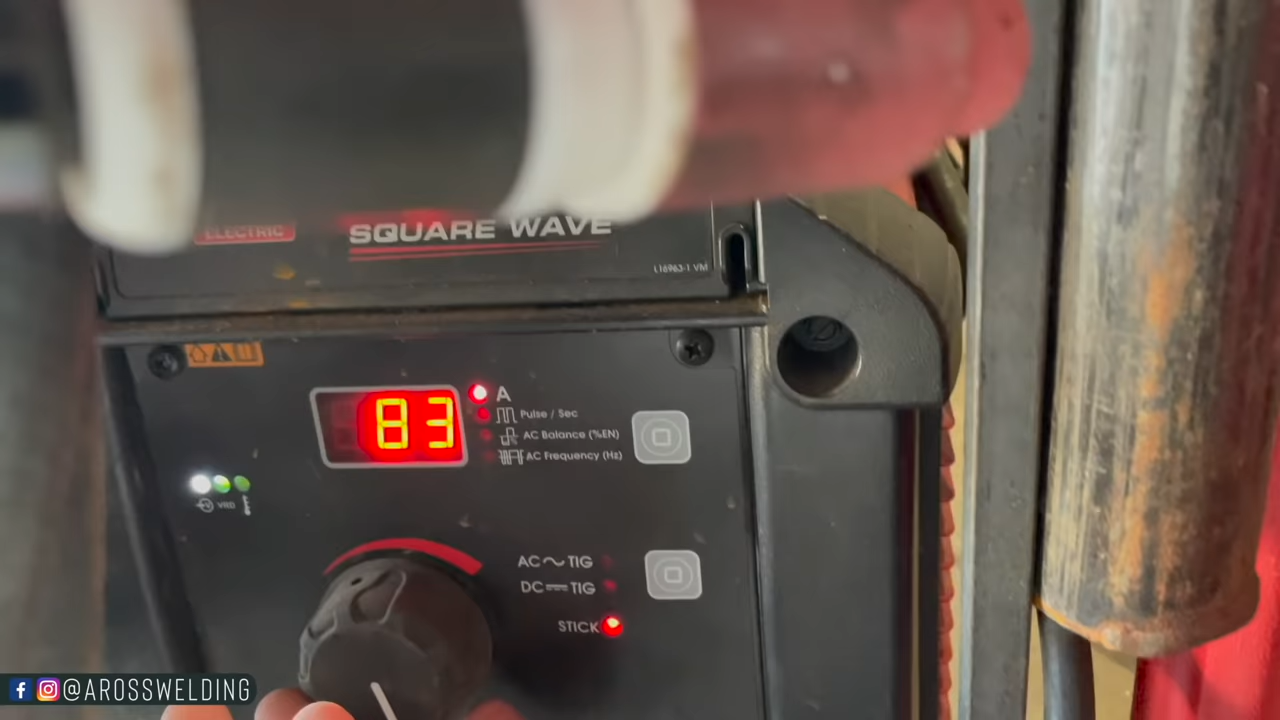 ELECTRIC
SQUARE WAVE
L16963-1 VM
83
A
Pulse / Sec
AC Balance (%EN)
AC Frequency (Hz)
VRD
AC TIG
DC TIG
STICK
@AROSSWELDING